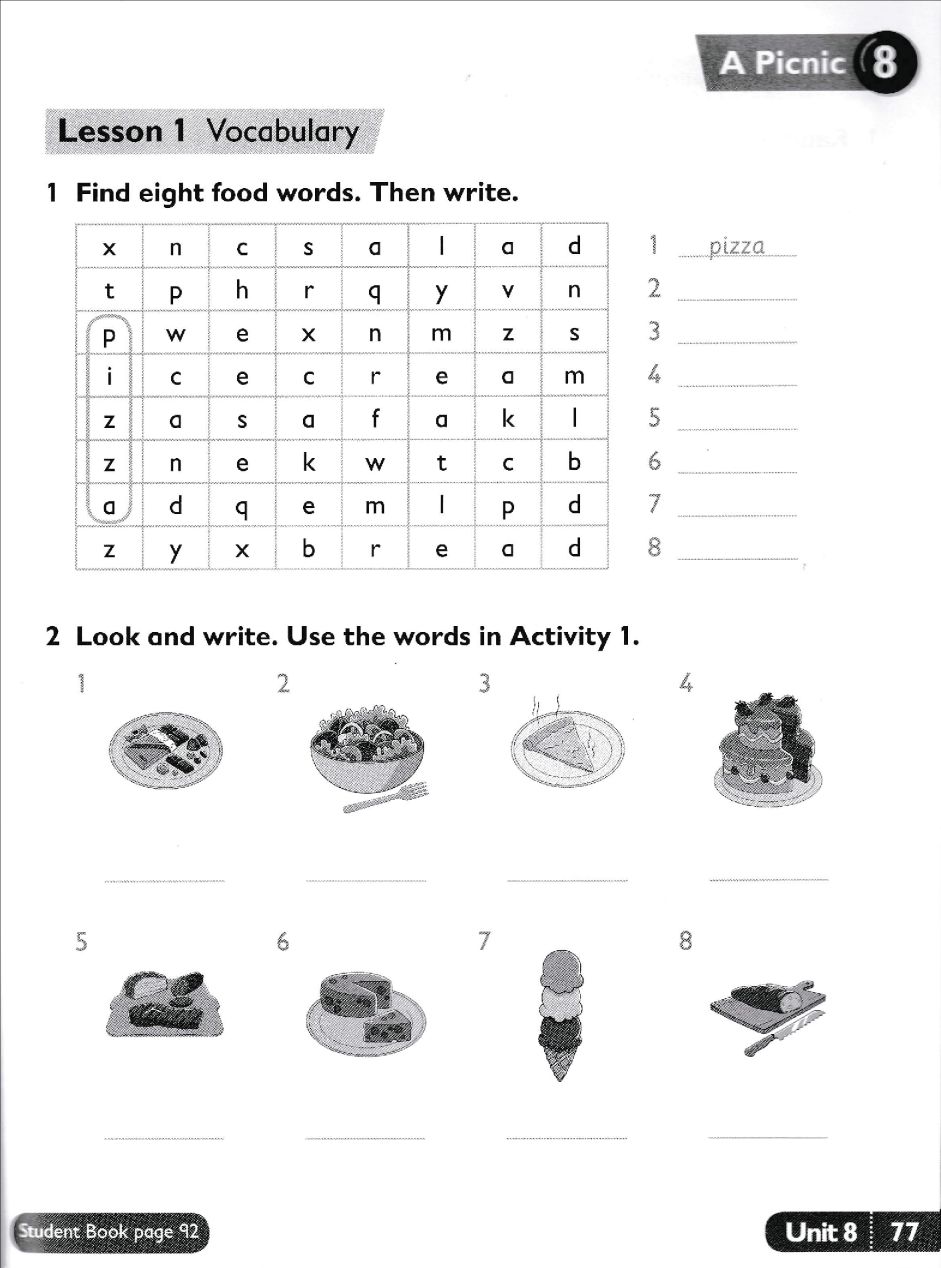 A Picnic 8
Lesson 1 Vocabulary
1 Find eight food words. Then write.
x n c s a l a d
t p h r q y v n
p w e x n m z s
i c e c r e a m
z a s a f a k l
z n e k w t c b
a d q e m l p d
z y x b r e a d
1 pizza
2
3
4
5
6
7
8
2 Look and write. Use the words in Activity 1.
1 2 3 4
5 6 7 8
Student Book page 92
Unit 8 77